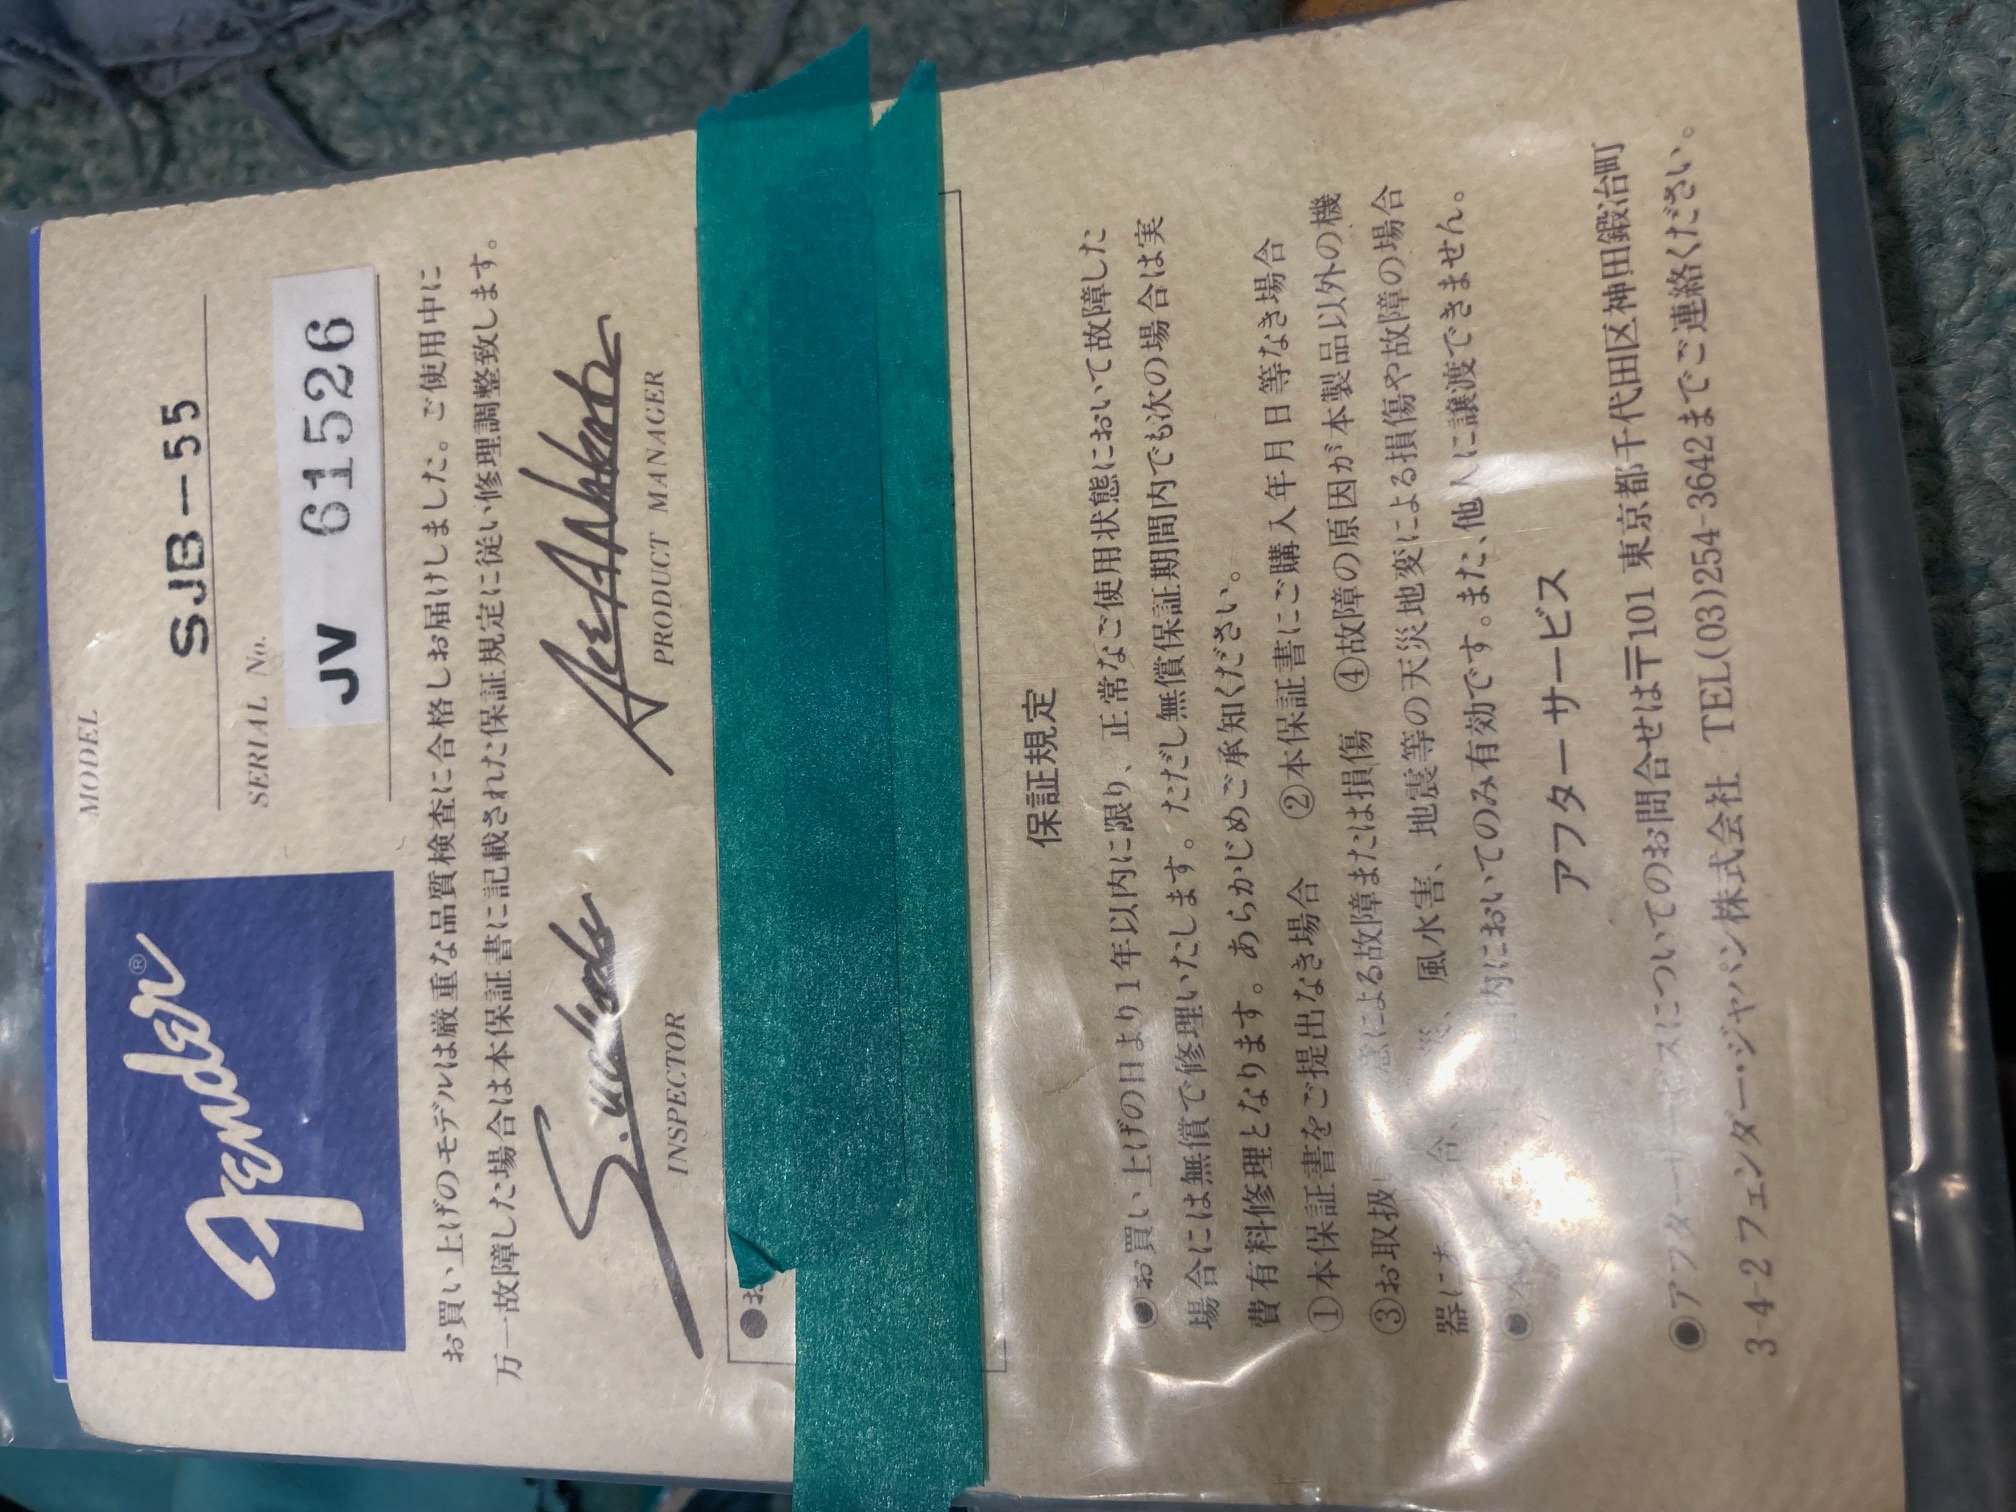 Fender®
MODEL
SJB-55
SERIAL No.
JV 61526
お買い上げのモデルは厳重な品質検査に合格しお届けしました。ご使用中に
万一故障した場合は本保証書に記載された保証規定に従い修理調整致します。
INSPECTOR
PRODUCT MANAGER
●お
保証規定
●お買い上げの日より1年以内に限り、正常なご使用状態において故障した
場合には無償で修理いたします。ただし無償保証期間内でも次の場合は実
費有料修理となります。あらかじめご承知ください。
①本保証書をご提出なき場合 ②本保証書にご購入年月日等なき場合
③お取扱 による故障または損傷 ④故障の原因が本製品以外の機
器に 風水害、地震等の天災地変による損傷や故障の場合
●本 内においてのみ有効です。また、他人に譲渡できません。
アフターサービス
●アフターサービスについてのお問合せは〒101 東京都千代田区神田鍛冶町
3-4-2フェンダー・ジャパン株式会社 TEL(03)254-3642までご連絡ください。